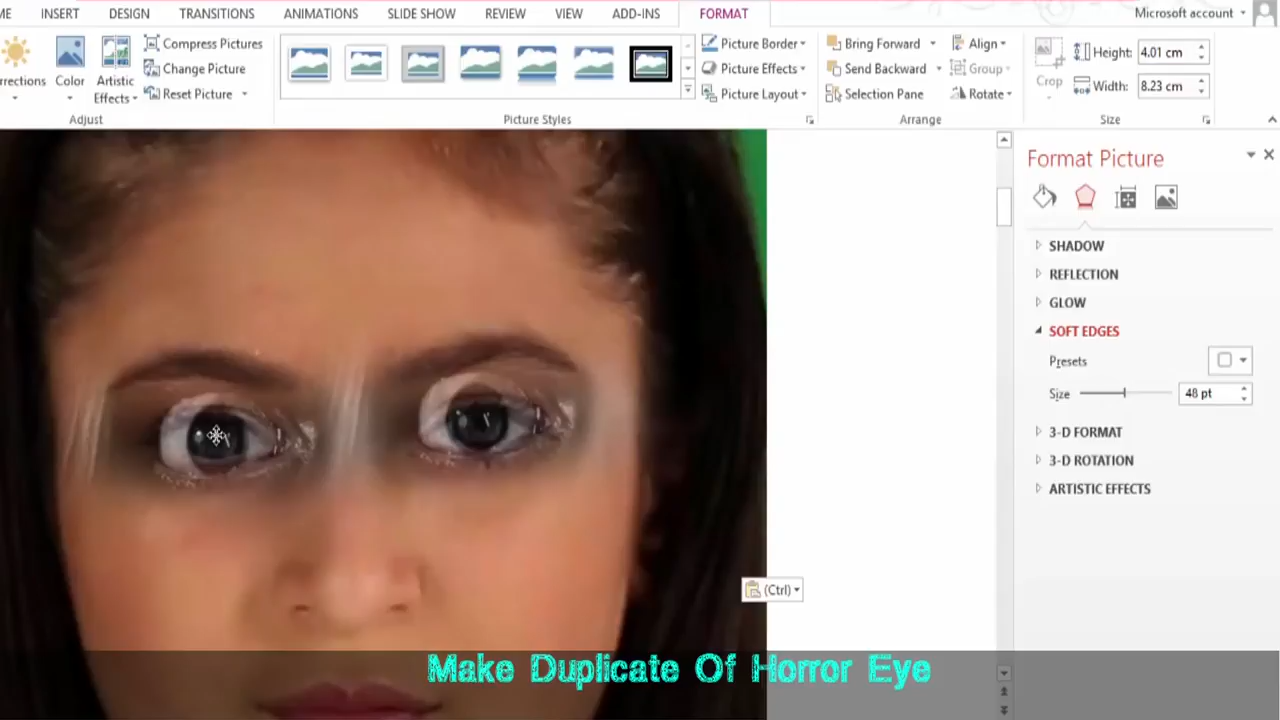 ME INSERT DESIGN TRANSITIONS ANIMATIONS SLIDE SHOW REVIEW VIEW ADD-INS FORMAT Microsoft account
rrections
Color
Artistic
Effects
Compress Pictures
Change Picture
Reset Picture
Adjust
Picture Styles
Picture Border
Picture Effects
Picture Layout
Bring Forward
Send Backward
Selection Pane
Align
Group
Rotate
Arrange
Crop
Height: 4.01 cm
Width: 8.23 cm
Size
Format Picture
SHADOW
REFLECTION
GLOW
SOFT EDGES
Presets
Size 48 pt
3-D FORMAT
3-D ROTATION
ARTISTIC EFFECTS
(Ctrl)
Make Duplicate Of Horror Eye